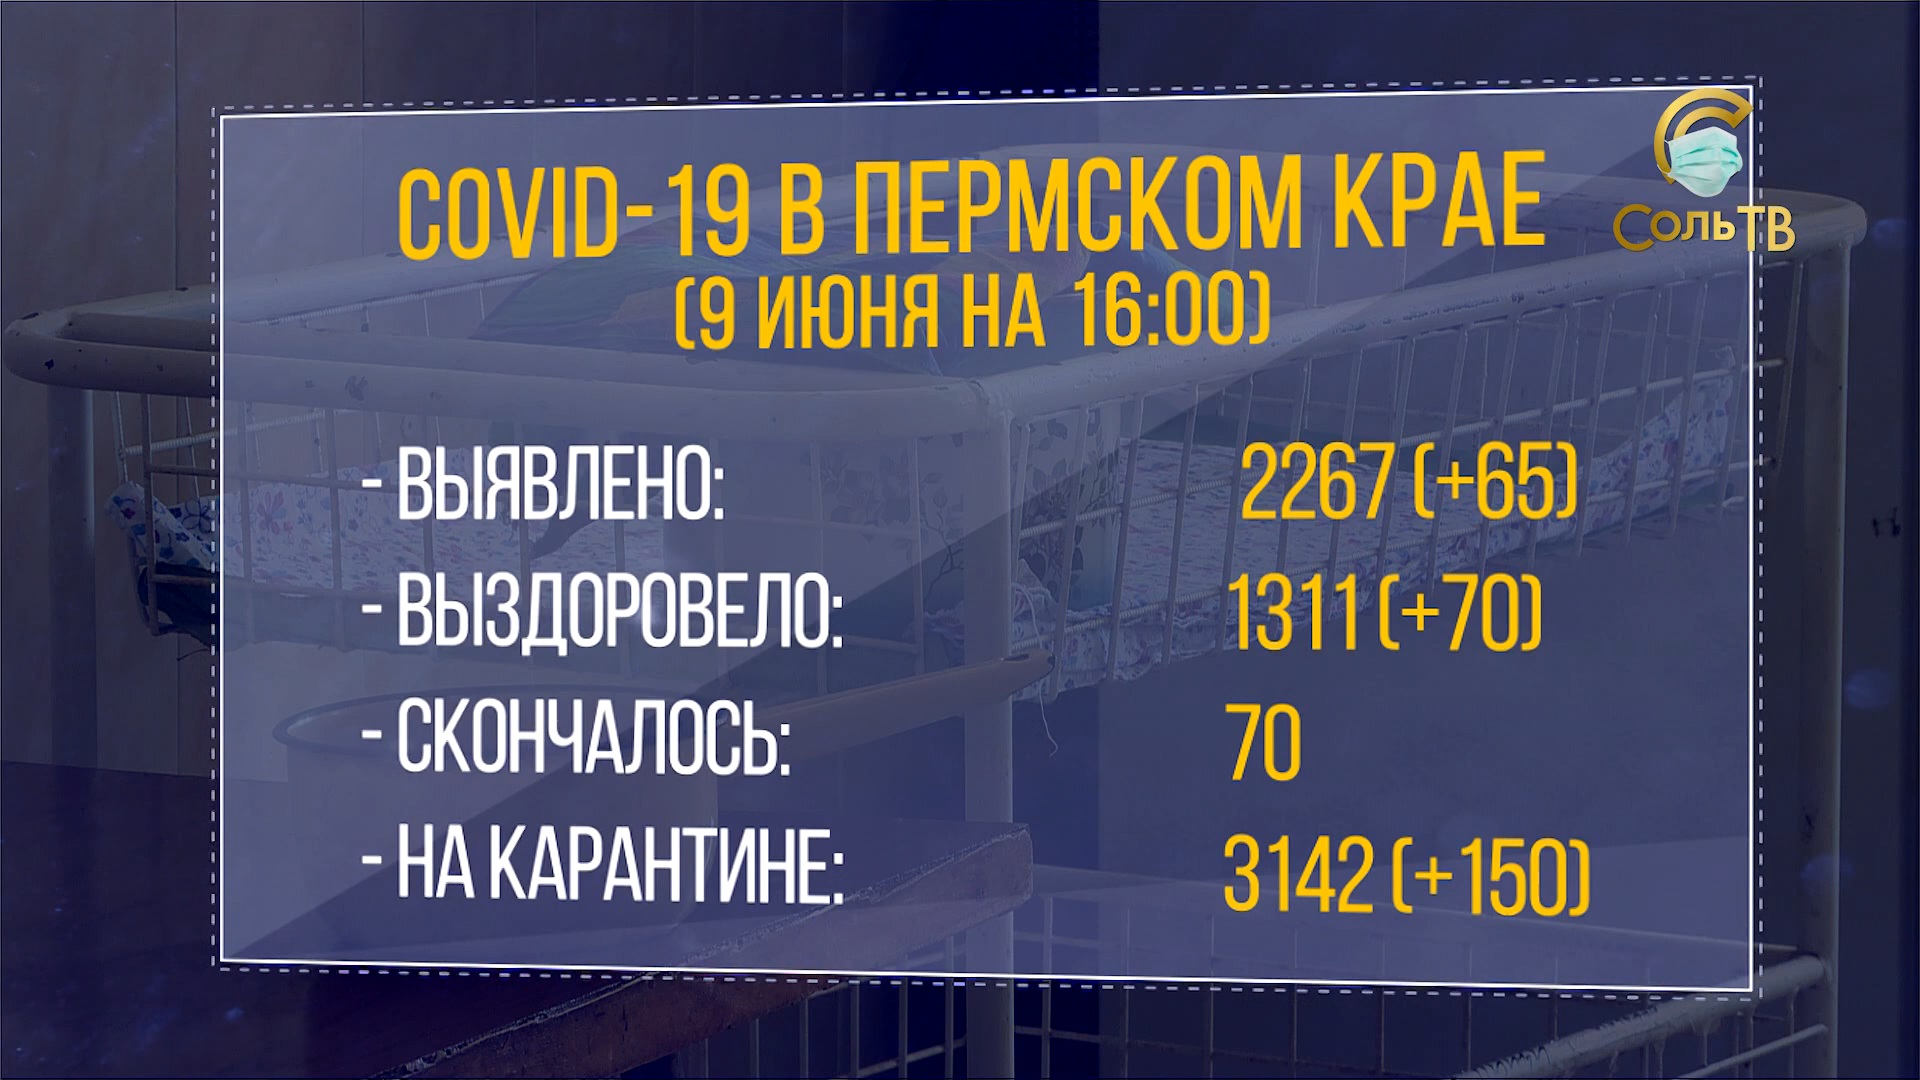 COVID-19 В ПЕРМСКОМ КРАЕ
(9 ИЮНЯ НА 16:00)
СольТВ
- ВЫЯВЛЕНО: 2267 (+65)
- ВЫЗДОРОВЕЛО: 1311 (+70)
- СКОНЧАЛОСЬ: 70
- НА КАРАНТИНЕ: 3142 (+150)